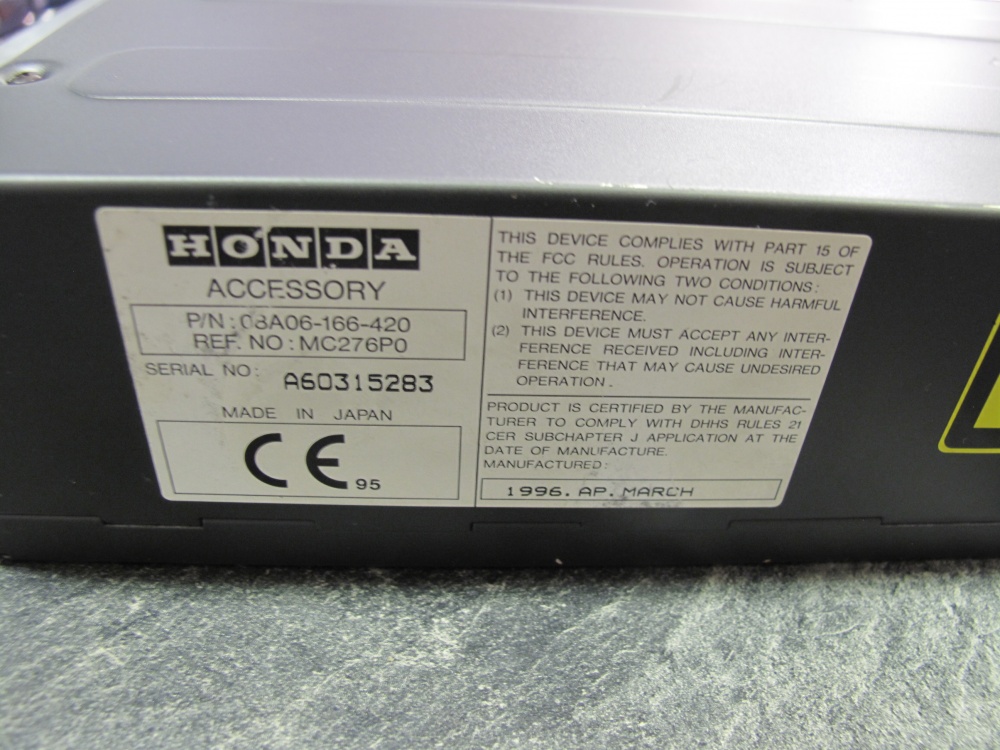 HONDA
ACCESSORY
P/N : 08A06-166-420
REF. NO : MC276P0
SERIAL NO: A60315283
MADE IN JAPAN
CE 95
THIS DEVICE COMPLIES WITH PART 15 OF
THE FCC RULES. OPERATION IS SUBJECT
TO THE FOLLOWING TWO CONDITIONS :
(1) THIS DEVICE MAY NOT CAUSE HARMFUL
INTERFERENCE.
(2) THIS DEVICE MUST ACCEPT ANY INTER-
FERENCE RECEIVED INCLUDING INTER-
FERENCE THAT MAY CAUSE UNDESIRED
OPERATION .
PRODUCT IS CERTIFIED BY THE MANUFAC-
TURER TO COMPLY WITH DHHS RULES 21
CER SUBCHAPTER J APPLICATION AT THE
DATE OF MANUFACTURE.
MANUFACTURED :
1996. AP. MARCH